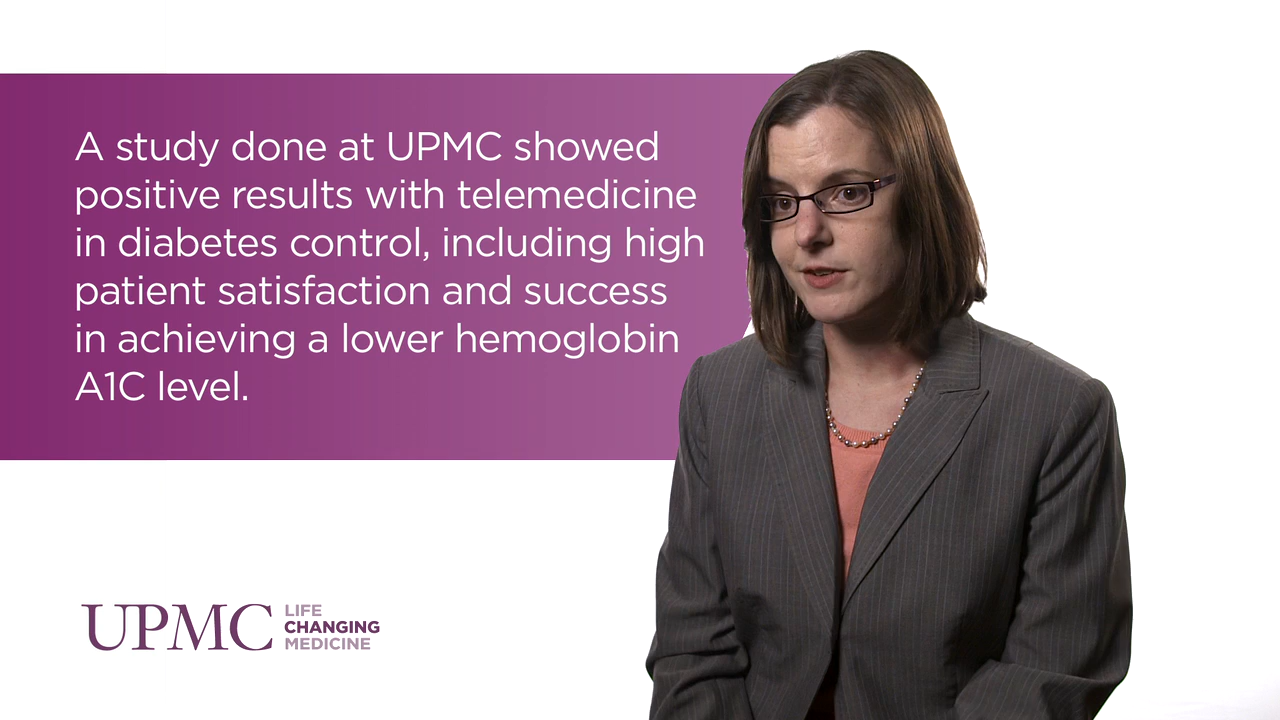 A study done at UPMC showed
positive results with telemedicine
in diabetes control, including high
patient satisfaction and success
in achieving a lower hemoglobin
A1C level.
UPMC
LIFE
CHANGING
MEDICINE